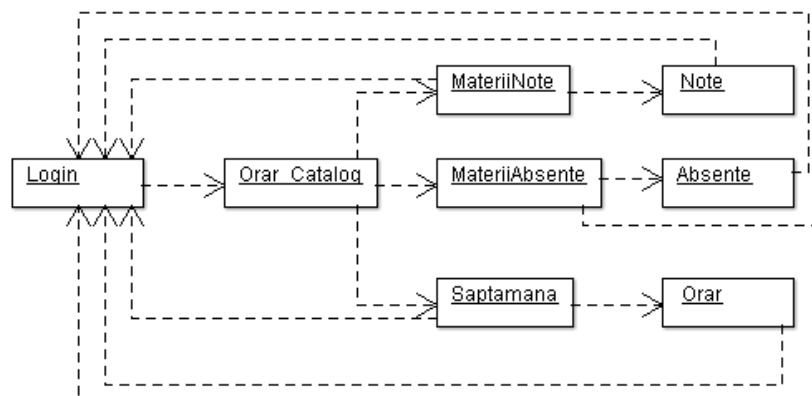 MateriiNote
Note
Login
Orar_Catalog
MateriiAbsente
Absente
Saptamana
Orar